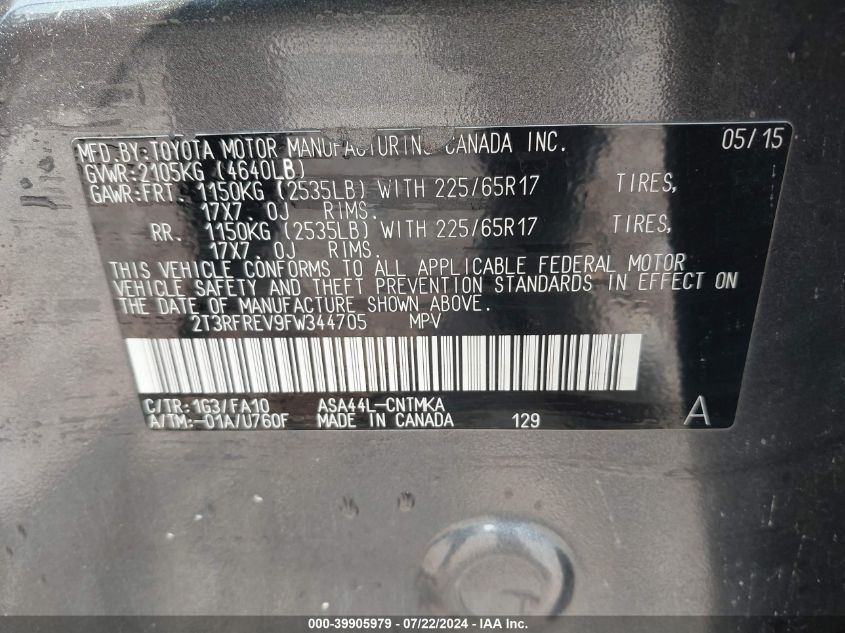 MFD.BY:TOYOTA MOTOR MANUFACTURING CANADA INC. 05/15
GVWR:2105KG (4640LB)
GAWR:FRT. 1150KG (2535LB) WITH 225/65R17 TIRES,
17X7. 0J RIMS.
RR. 1150KG (2535LB) WITH 225/65R17 TIRES,
17X7. 0J RIMS.
THIS VEHICLE CONFORMS TO ALL APPLICABLE FEDERAL MOTOR
VEHICLE SAFETY AND THEFT PREVENTION STANDARDS IN EFFECT ON
THE DATE OF MANUFACTURE SHOWN ABOVE.
2T3RFREV9FW344705 MPV
C/TR:1G3/FA10 ASA44L-CNTMKA
A/TM:-01A/U760F MADE IN CANADA 129 A
000-39905979 / 07/22/2024 - IAA Inc.